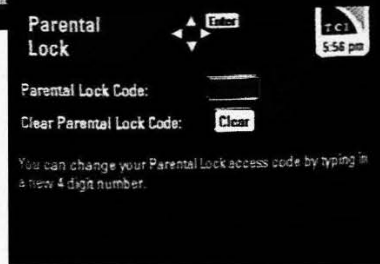 Parental
Lock
Enter
TCI
5:56 pm
Parental Lock Code:
Clear Parental Lock Code:
Clear
You can change your Parental Lock access code by typing in
a new 4 digit number.